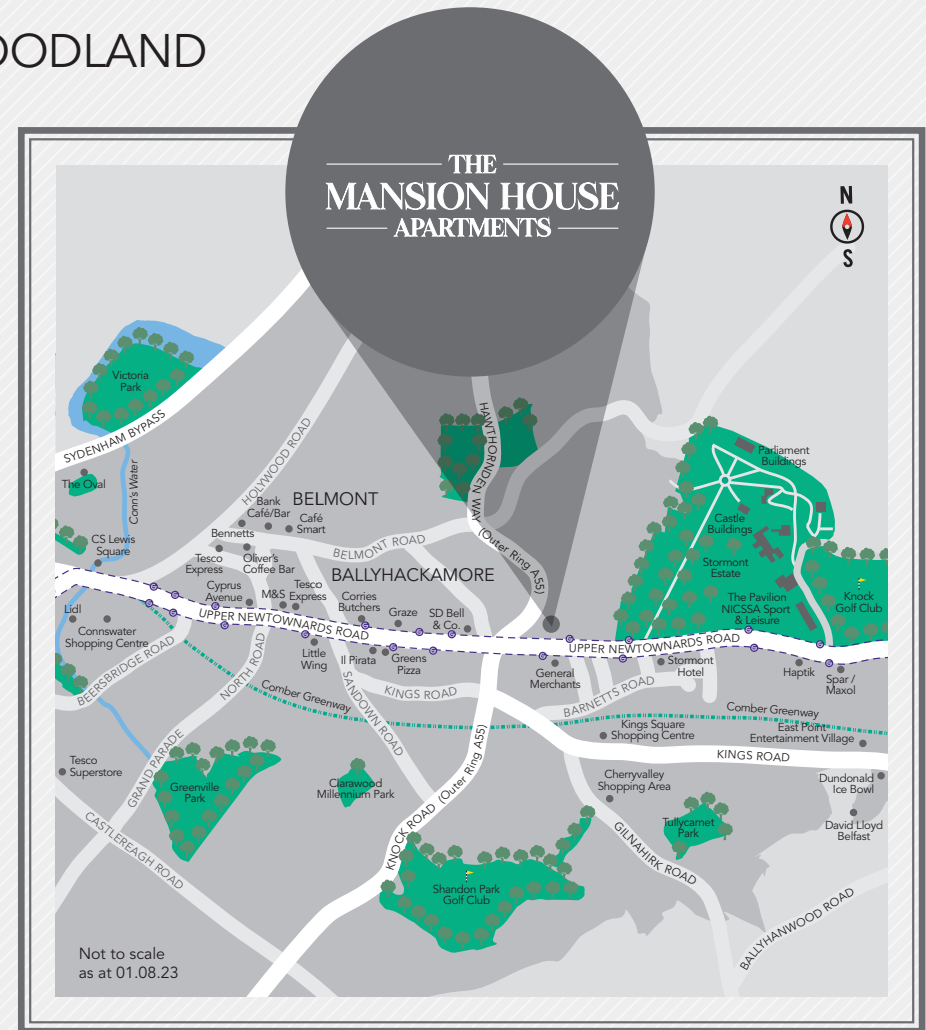 OODLAND
THE
MANSION HOUSE
APARTMENTS
N
S
Victoria
Park
SYDENHAM BYPASS
The Oval
Conn's Water
HOLYWOOD ROAD
HAWTHORNDEN WAY (Outer Ring A55)
Parliament
Buildings
BELMONT
Bank
Café/Bar
Café
Smart
Bennetts
CS Lewis
Square
Tesco
Express
Oliver's
Coffee Bar
BELMONT ROAD
Castle
Buildings
Stormont
Estate
BALLYHACKAMORE
Cyprus
Avenue
M&S
Tesco
Express
Corries
Butchers
Graze
SD Bell
& Co.
The Pavilion
NICSSA Sport
& Leisure
Knock
Golf Club
Lidl
Connswater
Shopping Centre
UPPER NEWTOWNARDS ROAD
UPPER NEWTOWNARDS ROAD
BEERSBRIDGE ROAD
NORTH ROAD
Little
Wing
Il Pirata
Greens
Pizza
General
Merchants
Stormont
Hotel
Haptik
Spar /
Maxol
SANDOWN ROAD
KINGS ROAD
BARNETTS ROAD
Comber Greenway
Comber Greenway
Kings Square
Shopping Centre
East Point
Entertainment Village
KINGS ROAD
Tesco
Superstore
GRAND PARADE
Greenville
Park
Clarawood
Millennium Park
KNOCK ROAD (Outer Ring A55)
Cherryvalley
Shopping Area
Dundonald
Ice Bowl
Tullycarnet
Park
David Lloyd
Belfast
CASTLEREAGH ROAD
GILNAHIRK ROAD
Shandon Park
Golf Club
BALLYHANWOOD ROAD
Not to scale
as at 01.08.23